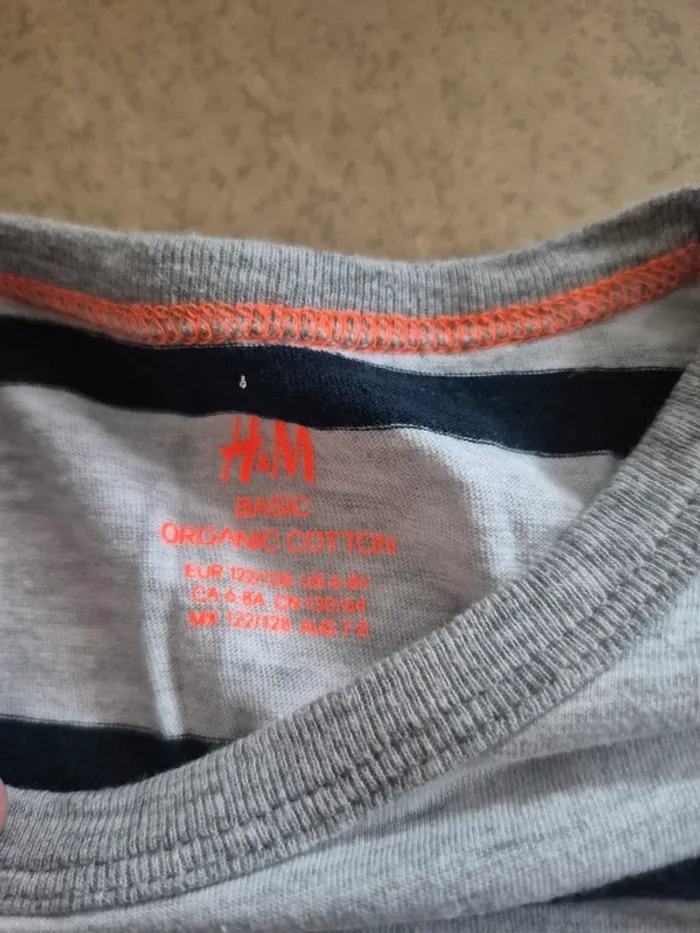 H&M
BASIC
ORGANIC COTTON
EUR 122/128 US 6-8Y
CA 6-8A CN 130/64
MX 122/128 AUS 7-8